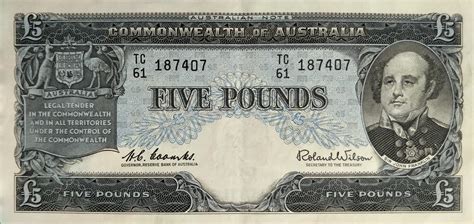 AUSTRALIAN NOTE
£5 COMMONWEALTH OF AUSTRALIA £5
TC 61 187407
TC 61 187407
AUSTRALIA
FIVE POUNDS
LEGAL TENDER
IN THE COMMONWEALTH
AND IN ALL TERRITORIES
UNDER THE CONTROL OF
THE COMMONWEALTH
H.C. Coombs
Roland Wilson
GOVERNOR, RESERVE BANK OF AUSTRALIA
SECRETARY TO THE TREASURY
SIR JOHN FRANKLIN
£5 FIVE POUNDS FIVE POUNDS £5